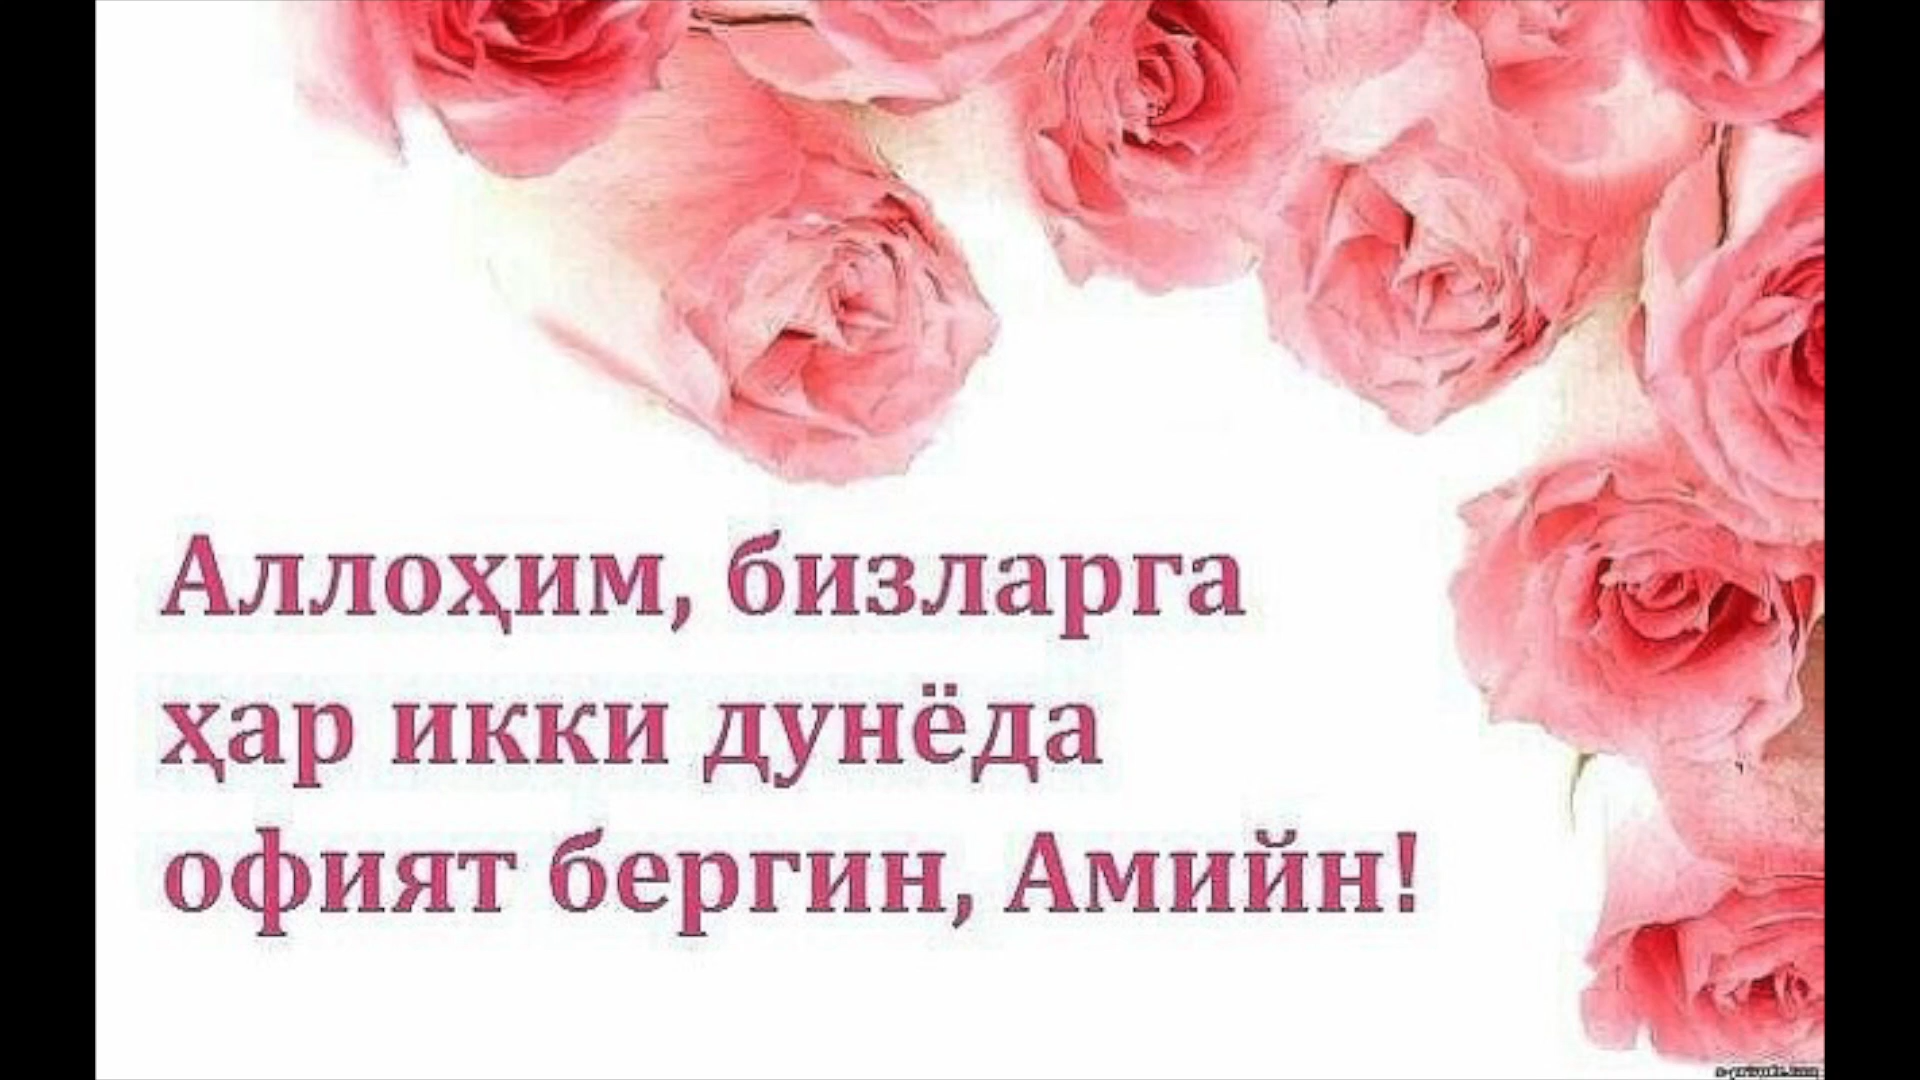 Аллоҳим, бизларга
ҳар икки дунёда
офият бергин, Амийн!